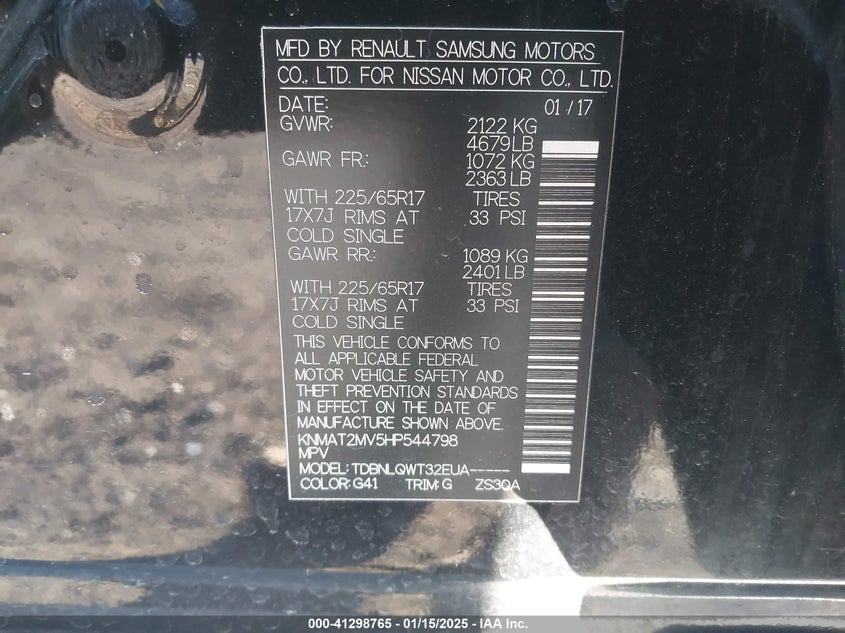 MFD BY RENAULT SAMSUNG MOTORS
CO., LTD. FOR NISSAN MOTOR CO., LTD.
DATE: 01 / 17
GVWR: 2122 KG
4679 LB
GAWR FR.: 1072 KG
2363 LB
WITH 225/65R17 TIRES
17X7J RIMS AT 33 PSI
COLD SINGLE
GAWR RR.: 1089 KG
2401 LB
WITH 225/65R17 TIRES
17X7J RIMS AT 33 PSI
COLD SINGLE
THIS VEHICLE CONFORMS TO
ALL APPLICABLE FEDERAL
MOTOR VEHICLE SAFETY AND
THEFT PREVENTION STANDARDS
IN EFFECT ON THE DATE OF
MANUFACTURE SHOWN ABOVE.
KNMAT2MV5HP544798
MPV
MODEL: TDBNLQWT32EUA-----
COLOR: G41 TRIM: G ZS30A
000-41298765 - 01/15/2025 - IAA Inc.